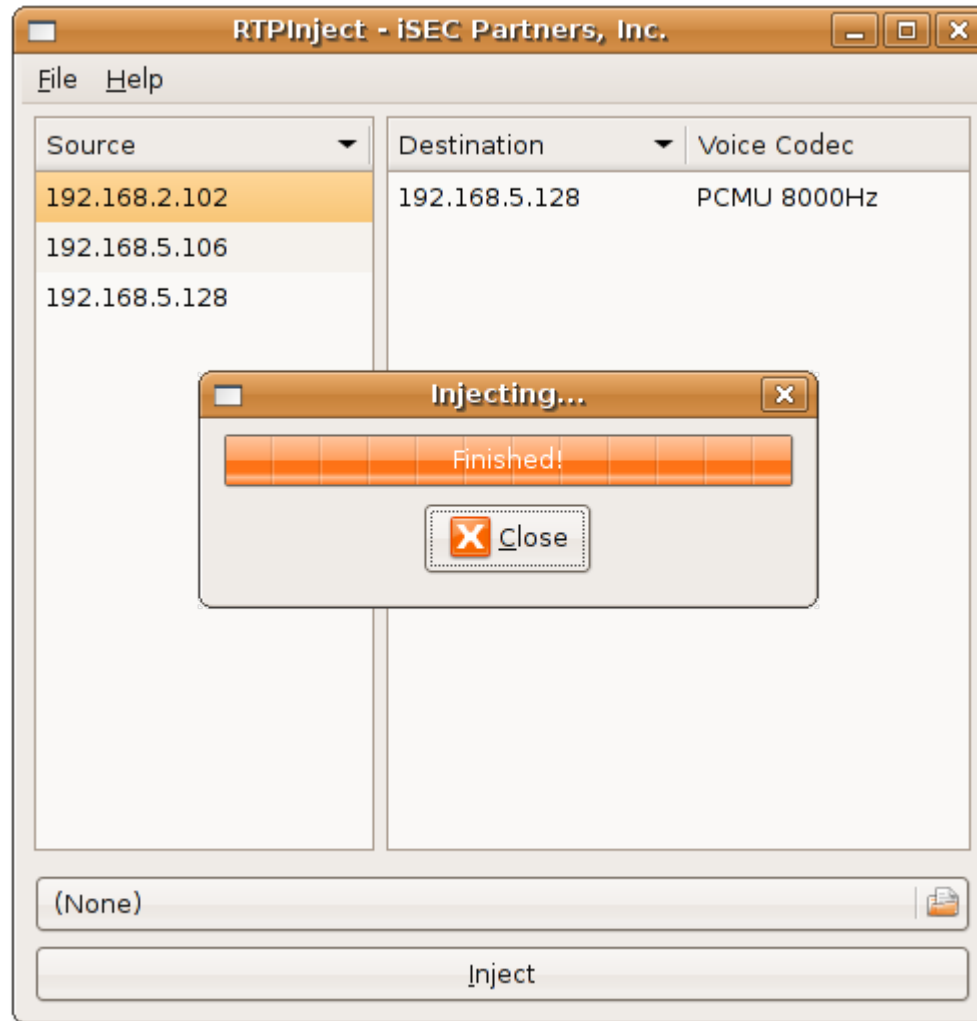 RTPInject - iSEC Partners, Inc.
File Help
Source Destination Voice Codec
192.168.2.102 192.168.5.128 PCMU 8000Hz
192.168.5.106
192.168.5.128
Injecting...
Finished!
Close
(None)
Inject